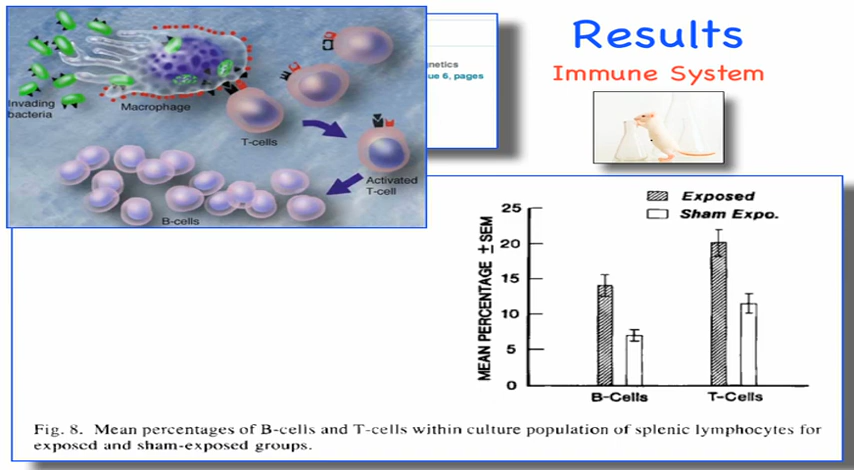 Results
Immune System
ue 6, pages
Invading
bacteria
Macrophage
T-cells
Activated
T-cell
B-cells
Exposed
Sham Expo.
MEAN PERCENTAGE ± SEM
25
20
15
10
5
0
B-Cells
T-Cells
Fig. 8. Mean percentages of B-cells and T-cells within culture population of splenic lymphocytes for
exposed and sham-exposed groups.